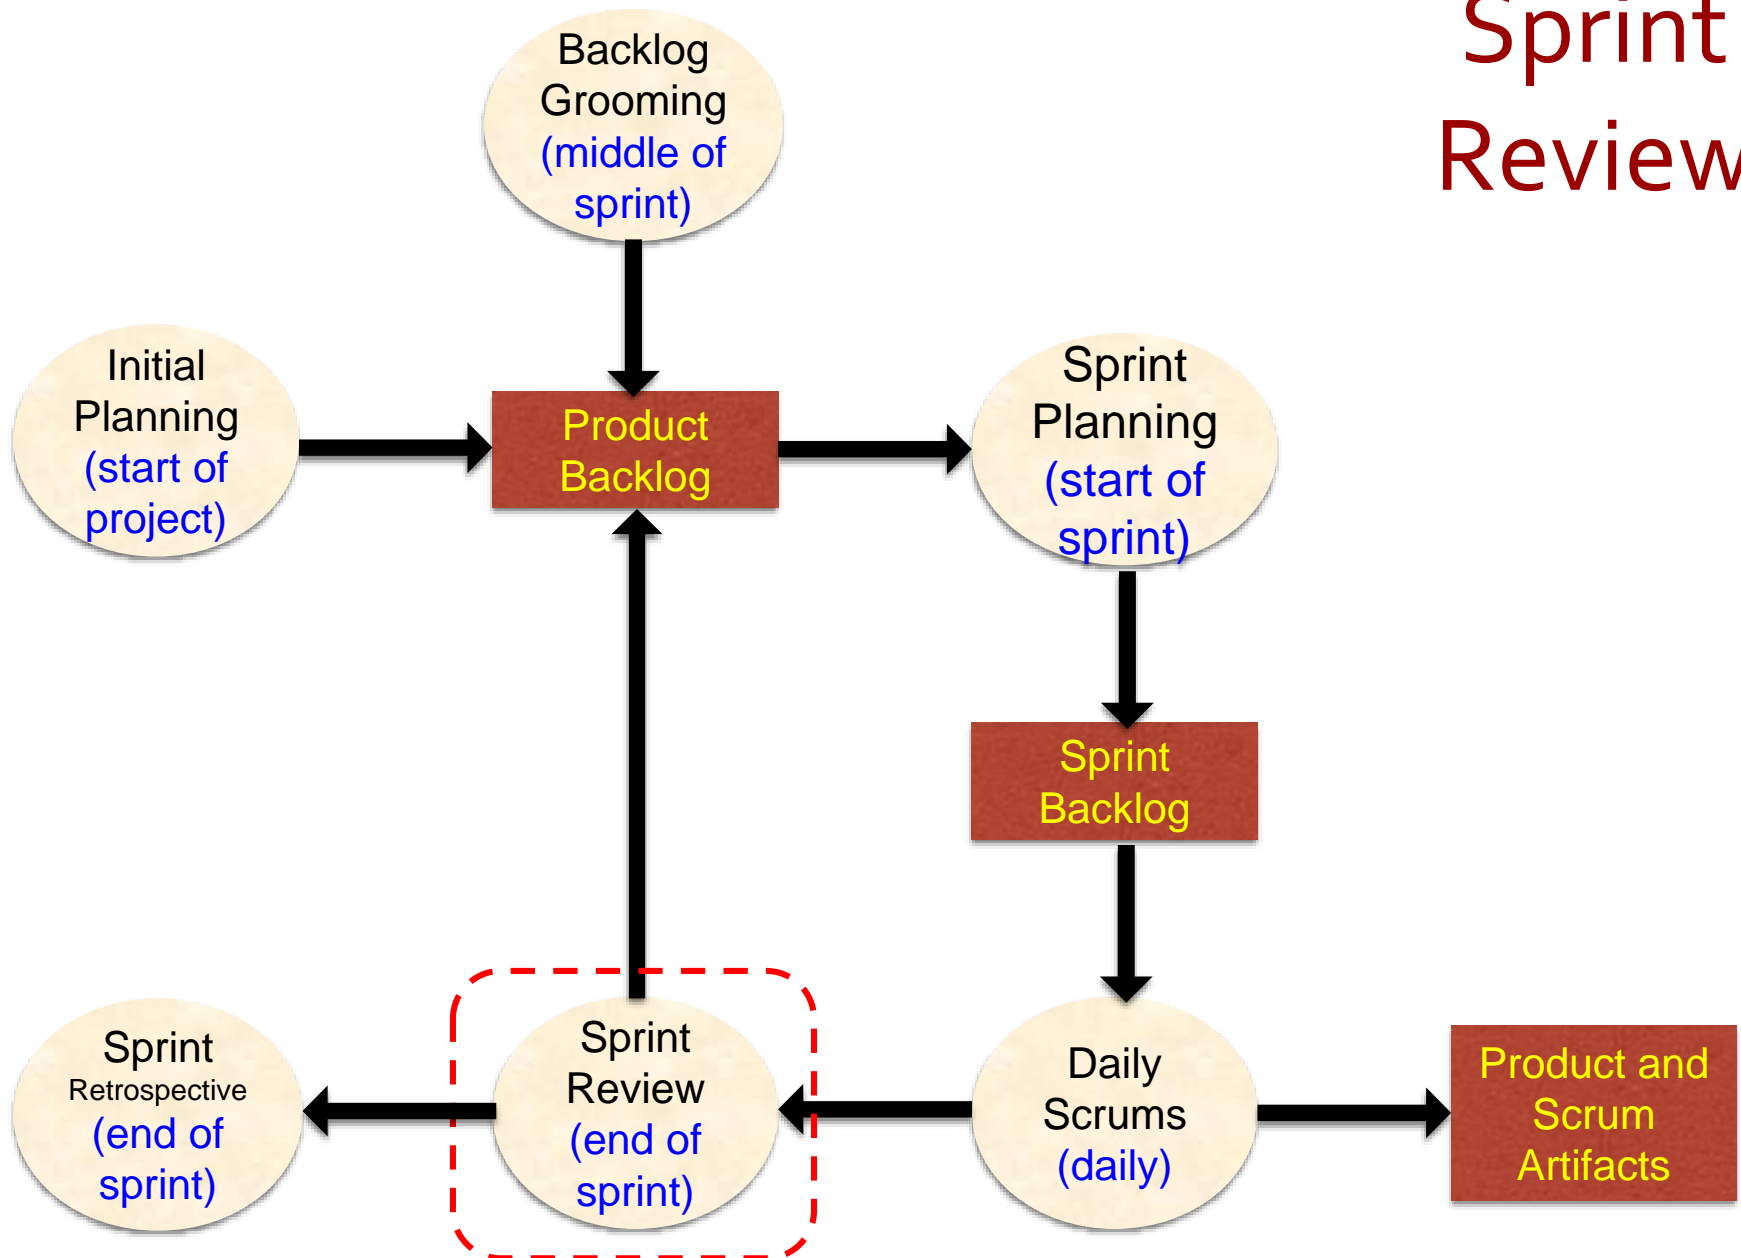 Sprint
Review
Backlog
Grooming
(middle of
sprint)
Initial
Planning
(start of
project)
Product
Backlog
Sprint
Planning
(start of
sprint)
Sprint
Backlog
Sprint
Retrospective
(end of
sprint)
Sprint
Review
(end of
sprint)
Daily
Scrums
(daily)
Product and
Scrum
Artifacts